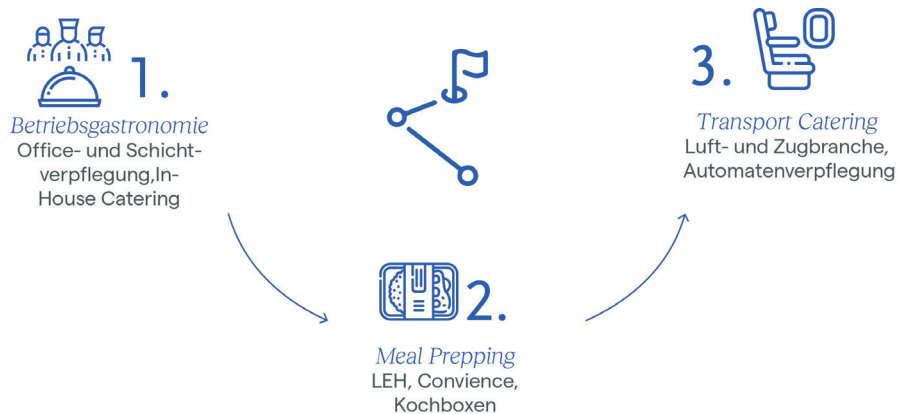 1.
Betriebsgastronomie
Office- und Schicht-
verpflegung,In-
House Catering
2.
Meal Prepping
LEH, Convience,
Kochboxen
3.
Transport Catering
Luft- und Zugbranche,
Automatenverpflegung